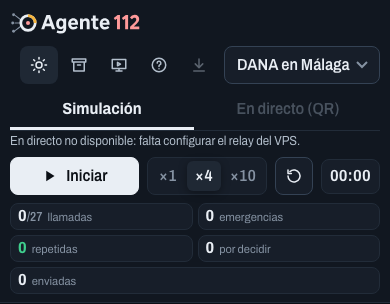 Agente 112
DANA en Málaga
Simulación En directo (QR)
En directo no disponible: falta configurar el relay del VPS.
Iniciar ×1 ×4 ×10 00:00
0/27 llamadas 0 emergencias
0 repetidas 0 por decidir
0 enviadas